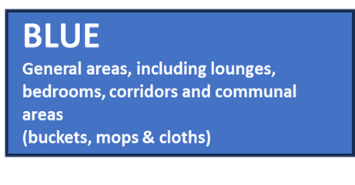 BLUE
General areas, including lounges,
bedrooms, corridors and communal
areas
(buckets, mops & cloths)